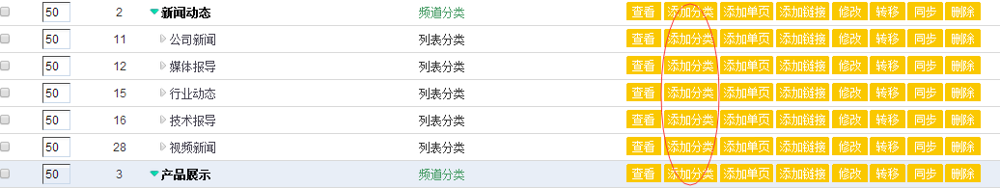 50 2 新闻动态 频道分类 查看 添加分类 添加单页 添加链接 修改 转移 同步 删除
50 11 公司新闻 列表分类 查看 添加分类 添加单页 添加链接 修改 转移 同步 删除
50 12 媒体报导 列表分类 查看 添加分类 添加单页 添加链接 修改 转移 同步 删除
50 15 行业动态 列表分类 查看 添加分类 添加单页 添加链接 修改 转移 同步 删除
50 16 技术报导 列表分类 查看 添加分类 添加单页 添加链接 修改 转移 同步 删除
50 28 视频新闻 列表分类 查看 添加分类 添加单页 添加链接 修改 转移 同步 删除
50 3 产品展示 频道分类 查看 添加分类 添加单页 添加链接 修改 转移 同步 删除